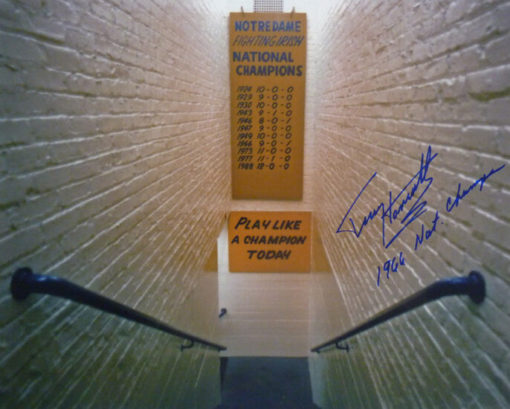 NOTRE DAME
FIGHTING IRISH
NATIONAL
CHAMPIONS
1924 10-0-0
1929 9-0-0
1930 10-0-0
1943 9-1-0
1946 8-0-1
1947 9-0-0
1949 10-0-0
1966 9-0-1
1973 11-0-0
1977 11-1-0
1988 12-0-0
PLAY LIKE
A CHAMPION
TODAY
Terry Hanratty
1966 Nat. Champs